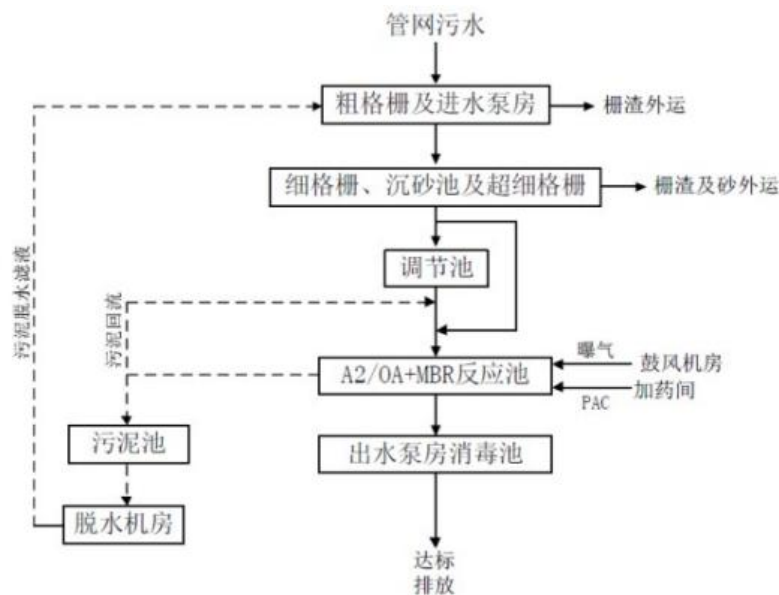 管网污水
粗格栅及进水泵房
栅渣外运
细格栅、沉砂池及超细格栅
栅渣及砂外运
调节池
污泥脱水滤液
污泥回流
曝气
鼓风机房
A2/OA+MBR反应池
加药间
PAC
污泥池
出水泵房消毒池
脱水机房
达标
排放